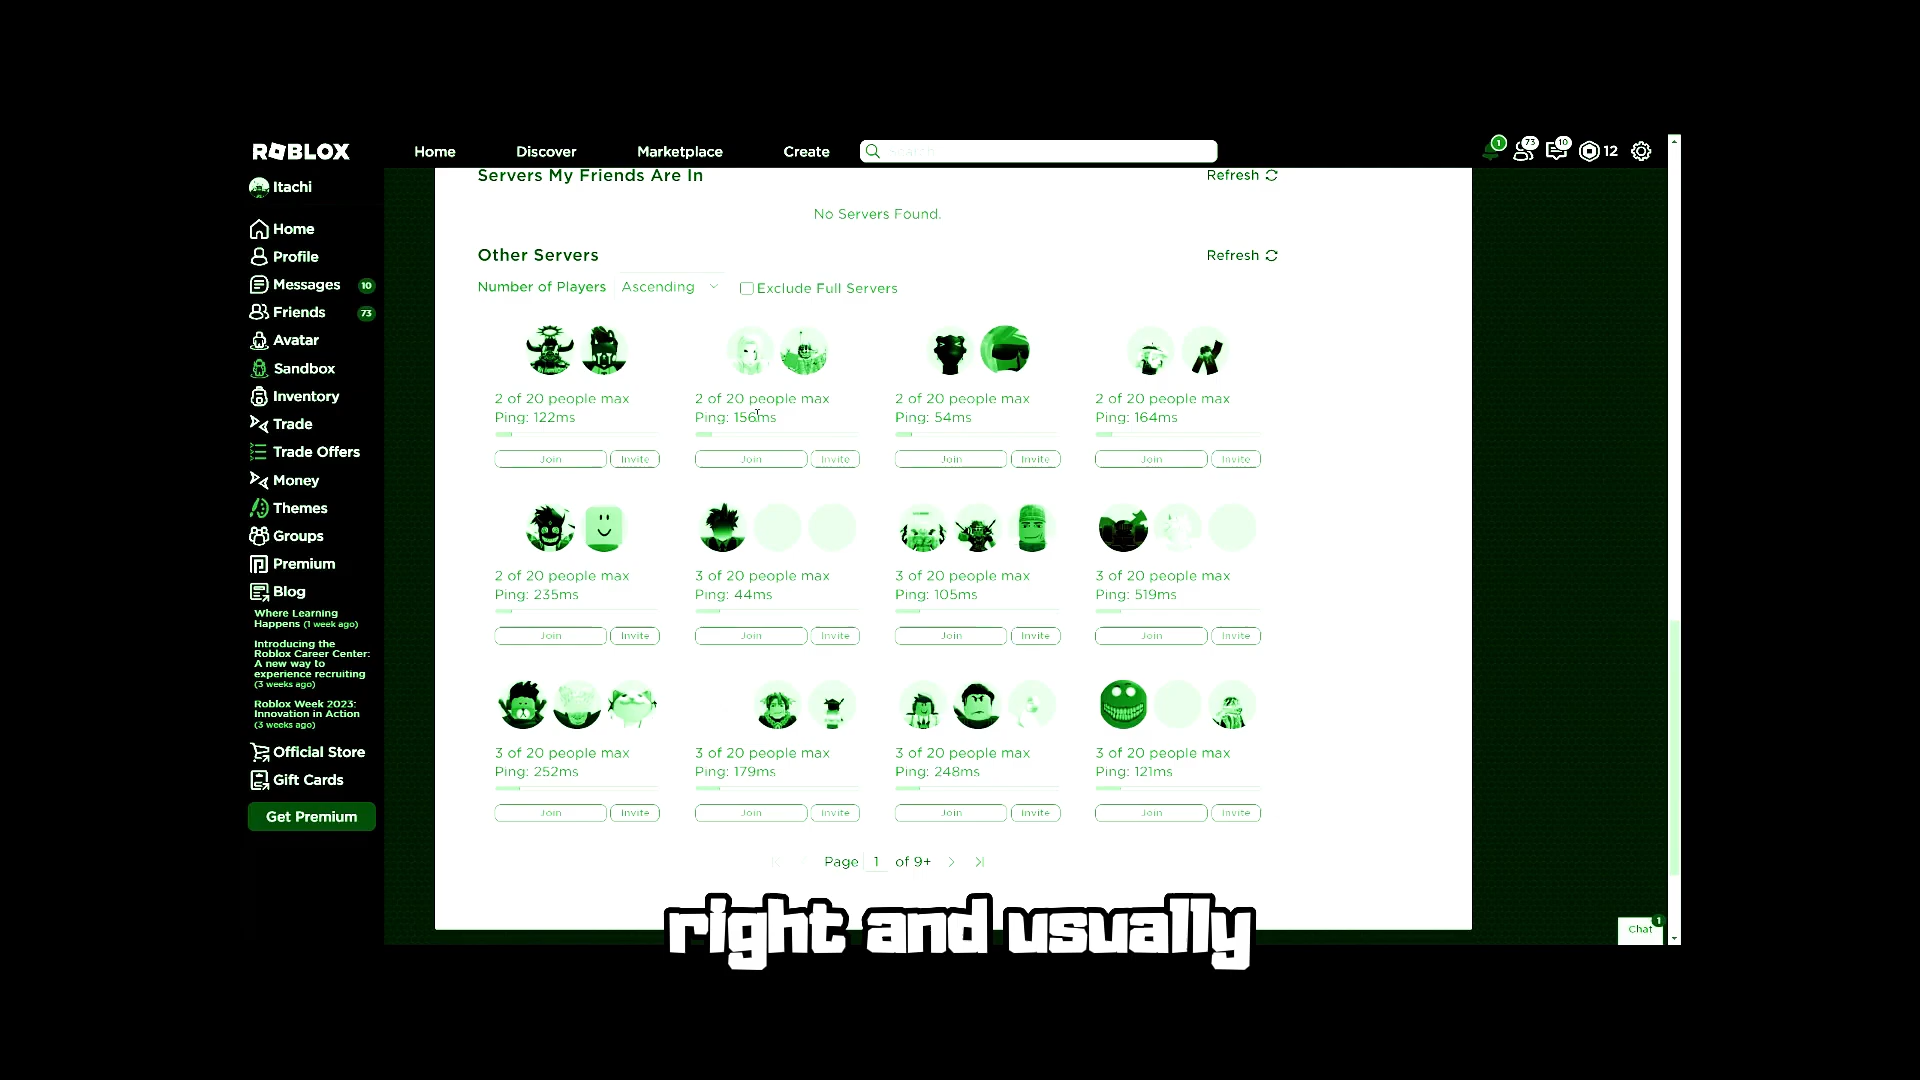 ROBLOX
Home
Discover
Marketplace
Create
Search
1
73
10
12
Itachi
Home
Profile
Messages 10
Friends 73
Avatar
Sandbox
Inventory
Trade
Trade Offers
Money
Themes
Groups
Premium
Blog
Where Learning
Happens (1 week ago)
Introducing the
Roblox Career Center:
A new way to
experience recruiting
(3 weeks ago)
Roblox Week 2023:
Innovation in Action
(3 weeks ago)
Official Store
Gift Cards
Get Premium
Servers My Friends Are In
Refresh
No Servers Found.
Other Servers
Refresh
Number of Players Ascending Exclude Full Servers
2 of 20 people max
Ping: 122ms
Join Invite
2 of 20 people max
Ping: 156ms
Join Invite
2 of 20 people max
Ping: 54ms
Join Invite
2 of 20 people max
Ping: 164ms
Join Invite
2 of 20 people max
Ping: 235ms
Join Invite
3 of 20 people max
Ping: 44ms
Join Invite
3 of 20 people max
Ping: 105ms
Join Invite
3 of 20 people max
Ping: 519ms
Join Invite
3 of 20 people max
Ping: 252ms
Join Invite
3 of 20 people max
Ping: 179ms
Join Invite
3 of 20 people max
Ping: 248ms
Join Invite
3 of 20 people max
Ping: 121ms
Join Invite
Page 1 of 9+
right and usually
Chat 1